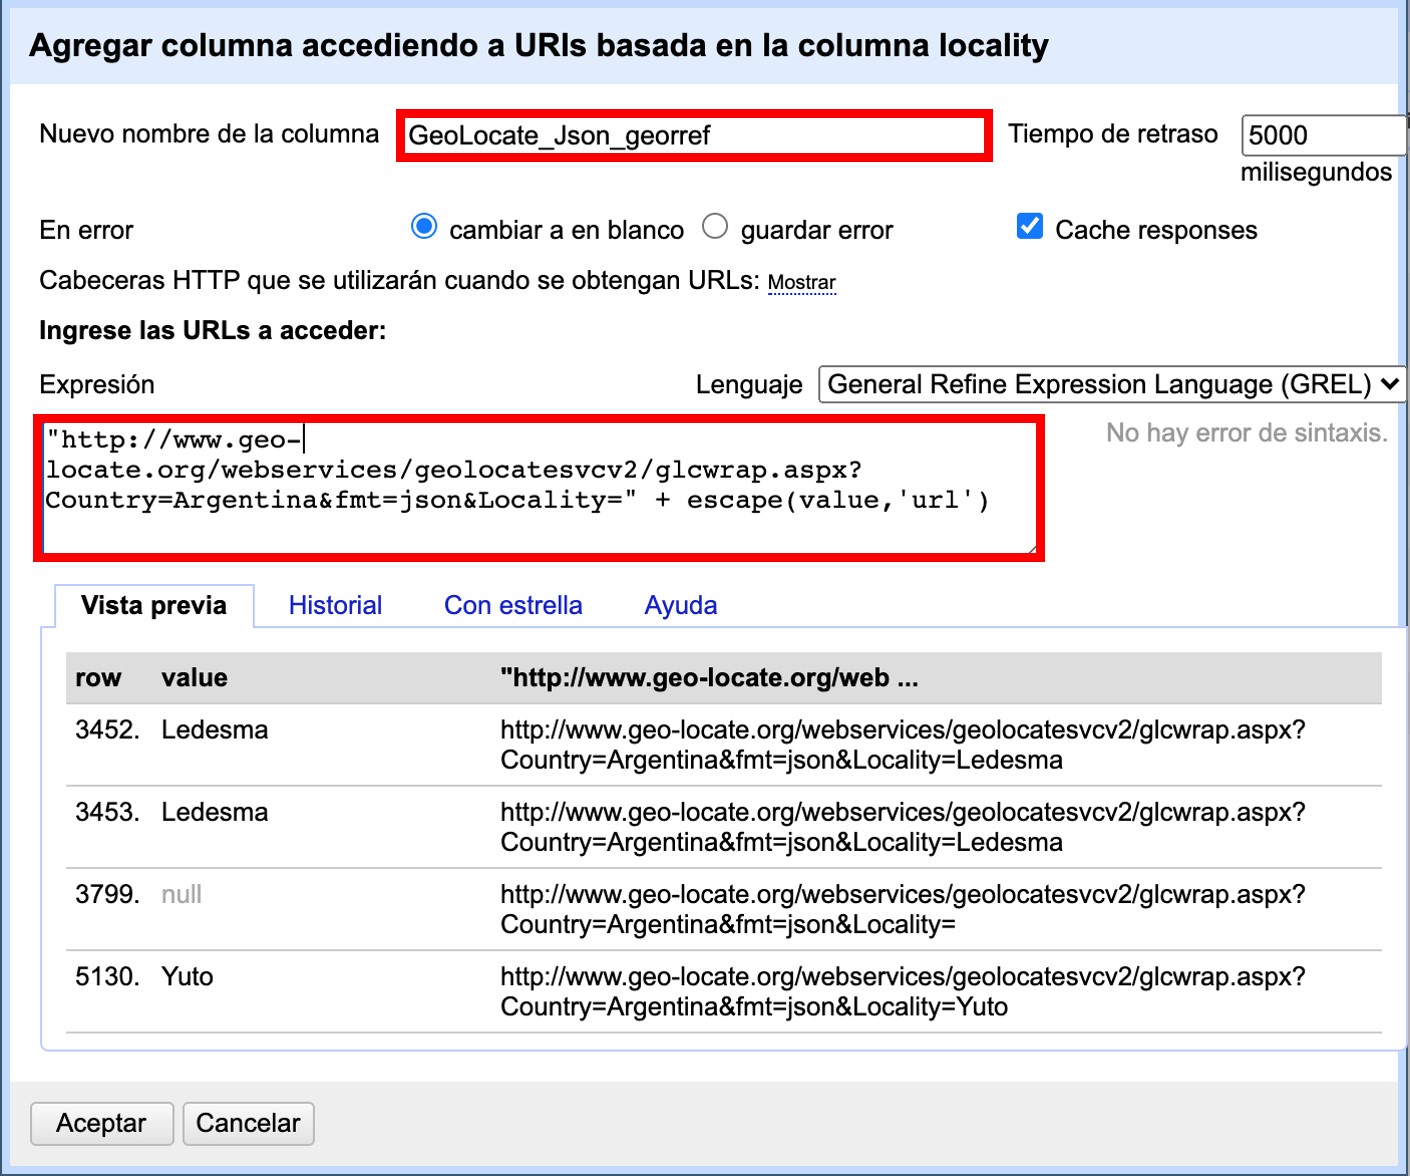 Agregar columna accediendo a URIs basada en la columna locality
Nuevo nombre de la columna GeoLocate_Json_georref Tiempo de retraso 5000
milisegundos
En error cambiar a en blanco guardar error Cache responses
Cabeceras HTTP que se utilizarán cuando se obtengan URLs: Mostrar
Ingrese las URLs a acceder:
Expresión Lenguaje General Refine Expression Language (GREL)
"http://www.geo-
locate.org/webservices/geolocatesvcv2/glcwrap.aspx?
Country=Argentina&fmt=json&Locality=" + escape(value,'url')
No hay error de sintaxis.
Vista previa Historial Con estrella Ayuda
row value "http://www.geo-locate.org/web ...
3452. Ledesma http://www.geo-locate.org/webservices/geolocatesvcv2/glcwrap.aspx?
Country=Argentina&fmt=json&Locality=Ledesma
3453. Ledesma http://www.geo-locate.org/webservices/geolocatesvcv2/glcwrap.aspx?
Country=Argentina&fmt=json&Locality=Ledesma
3799. null http://www.geo-locate.org/webservices/geolocatesvcv2/glcwrap.aspx?
Country=Argentina&fmt=json&Locality=
5130. Yuto http://www.geo-locate.org/webservices/geolocatesvcv2/glcwrap.aspx?
Country=Argentina&fmt=json&Locality=Yuto
Aceptar Cancelar